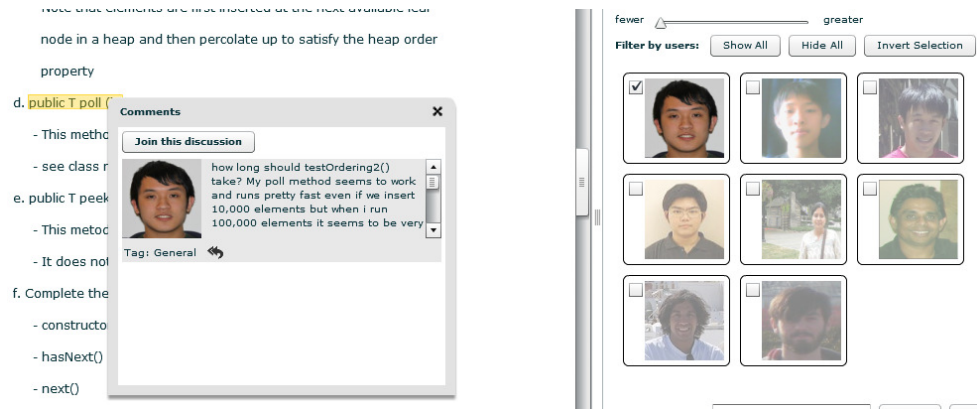 node in a heap and then percolate up to satisfy the heap order
property
d. public T poll (
- This metho
- see class r
e. public T peek
- This metod
- It does not
f. Complete the
- constructo
- hasNext()
- next()
Comments
Join this discussion
how long should testOrdering2()
take? My poll method seems to work
and runs pretty fast even if we insert
10,000 elements but when i run
100,000 elements it seems to be very
Tag: General
fewer greater
Filter by users: Show All Hide All Invert Selection